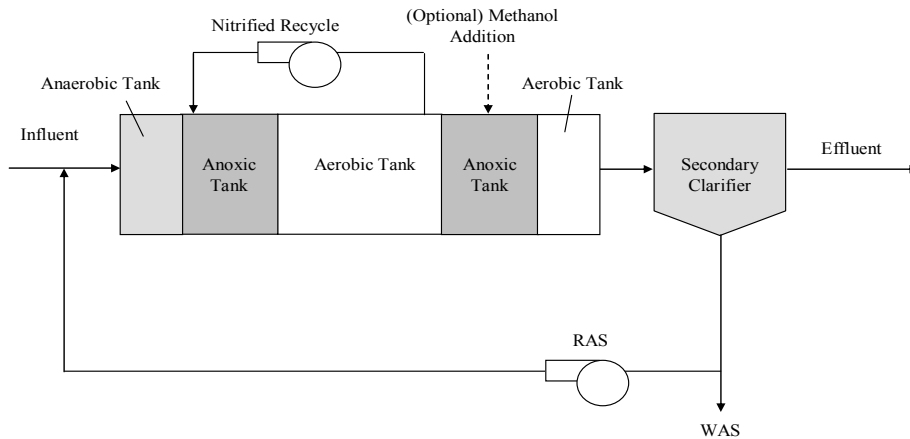 (Optional) Methanol
Addition
Nitrified Recycle
Anaerobic Tank
Aerobic Tank
Influent
Anoxic
Tank
Aerobic Tank
Anoxic
Tank
Secondary
Clarifier
Effluent
RAS
WAS